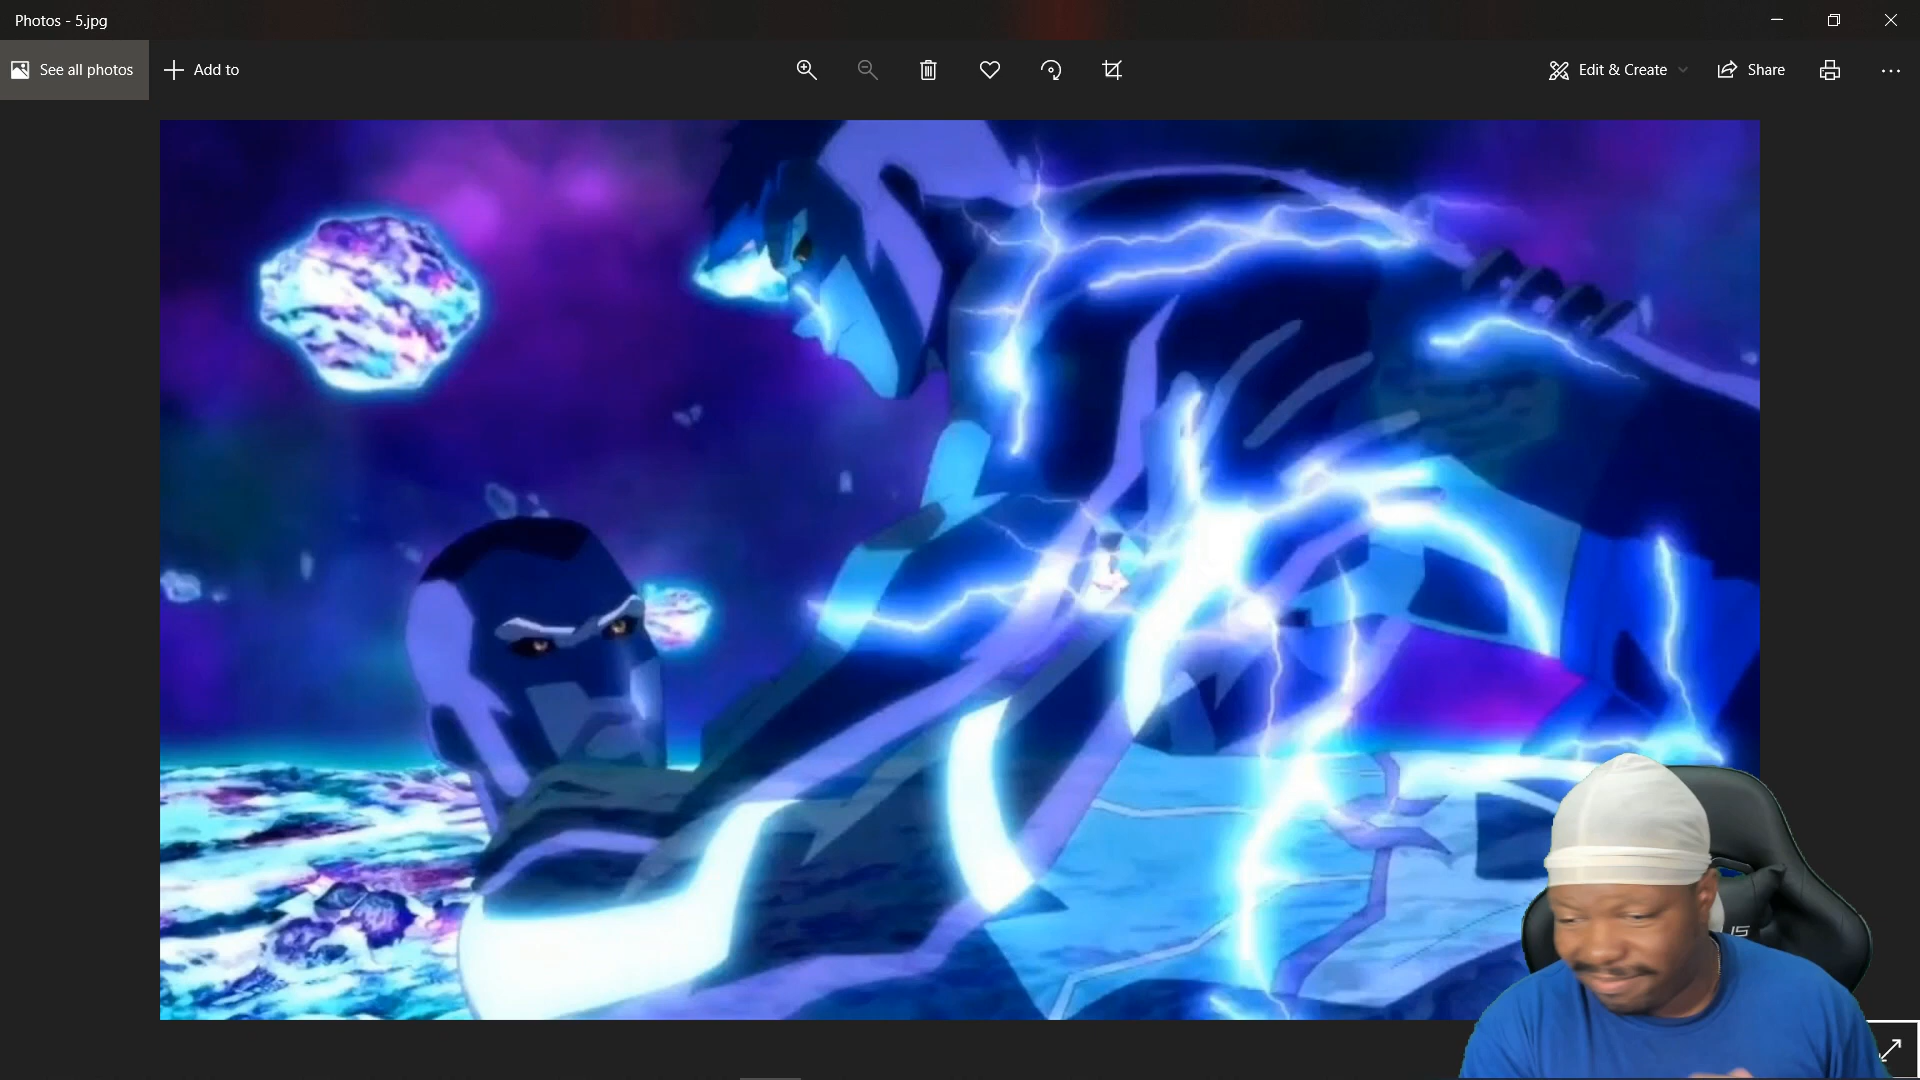 Photos - 5.jpg
See all photos
Add to
Edit & Create
Share